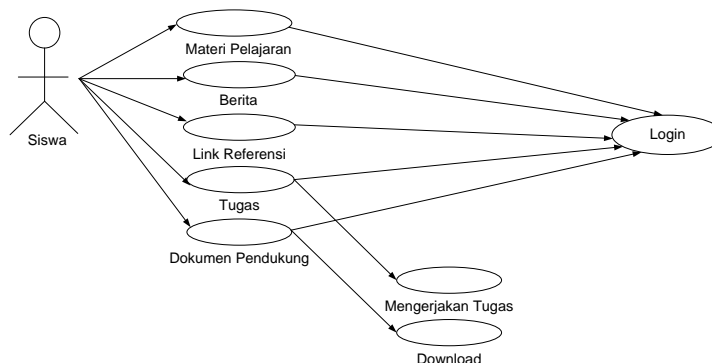 Materi Pelajaran
Berita
Login
Siswa
Link Referensi
Tugas
Dokumen Pendukung
Mengerjakan Tugas
Download